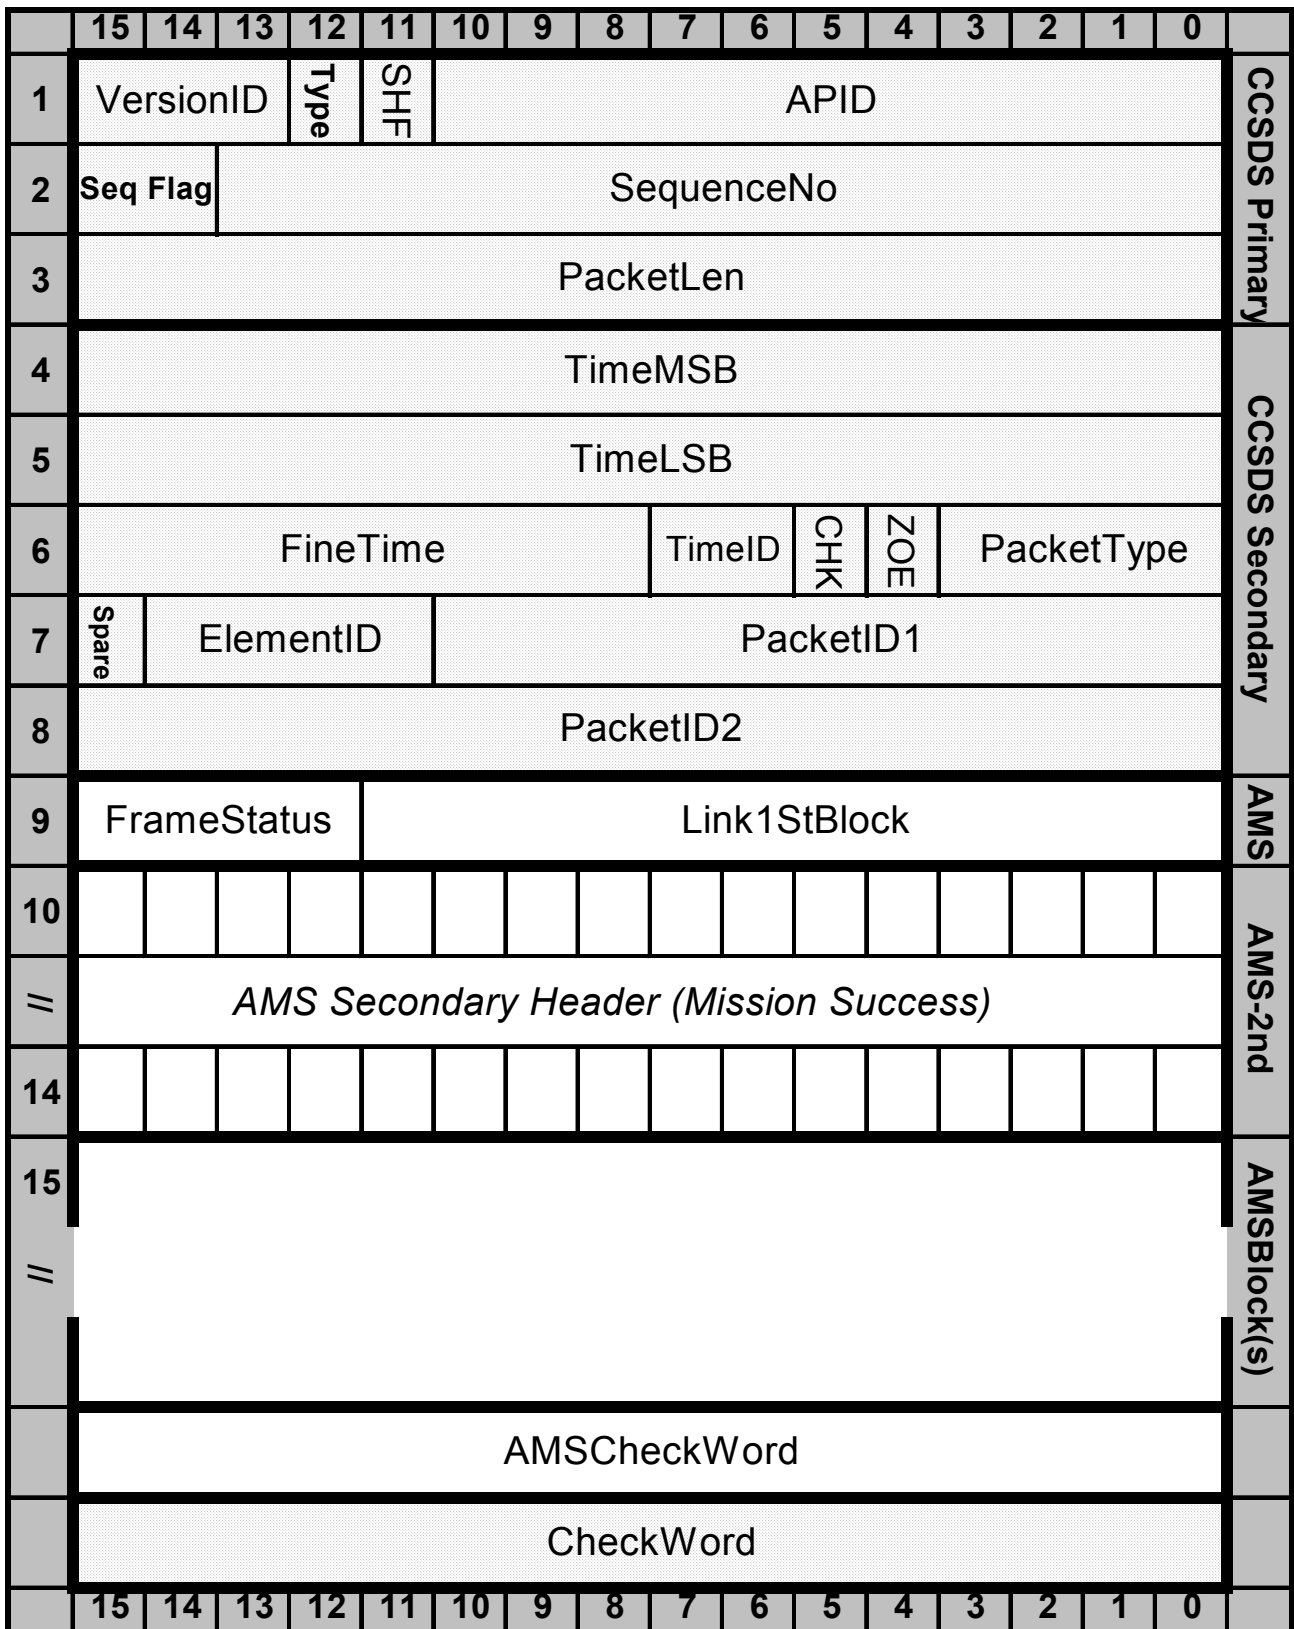 15 14 13 12 11 10 9 8 7 6 5 4 3 2 1 0
1 VersionID Type SHF APID
CCSDS Primary
2 Seq Flag SequenceNo
3 PacketLen
4 TimeMSB
CCSDS Secondary
5 TimeLSB
6 FineTime TimeID CHK ZOE PacketType
7 Spare ElementID PacketID1
8 PacketID2
9 FrameStatus Link1StBlock AMS
10
AMS-2nd
// AMS Secondary Header (Mission Success)
14
15
AMSBlock(s)
//
AMSCheckWord
CheckWord
15 14 13 12 11 10 9 8 7 6 5 4 3 2 1 0